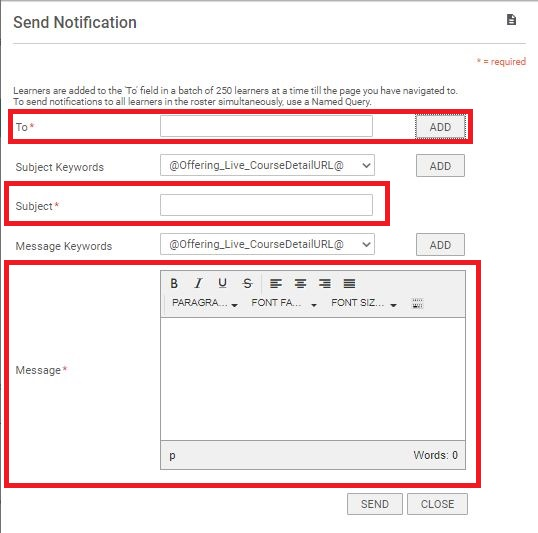 Send Notification
* = required
Learners are added to the 'To' field in a batch of 250 learners at a time till the page you have navigated to.
To send notifications to all learners in the roster simultaneously, use a Named Query.
To* ADD
Subject Keywords @Offering_Live_CourseDetailURL@ ADD
Subject*
Message Keywords @Offering_Live_CourseDetailURL@ ADD
B I U S
PARAGRA... FONT FA... FONT SIZ...
Message*
p Words: 0
SEND CLOSE